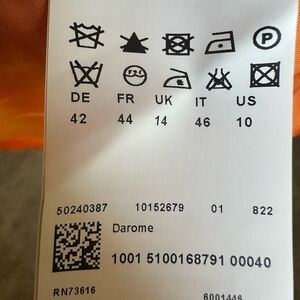 P
DE FR UK IT US
42 44 14 46 10
50240387 10152679 01 822
Darome
1001 5100168791 00040
RN73616
6001446